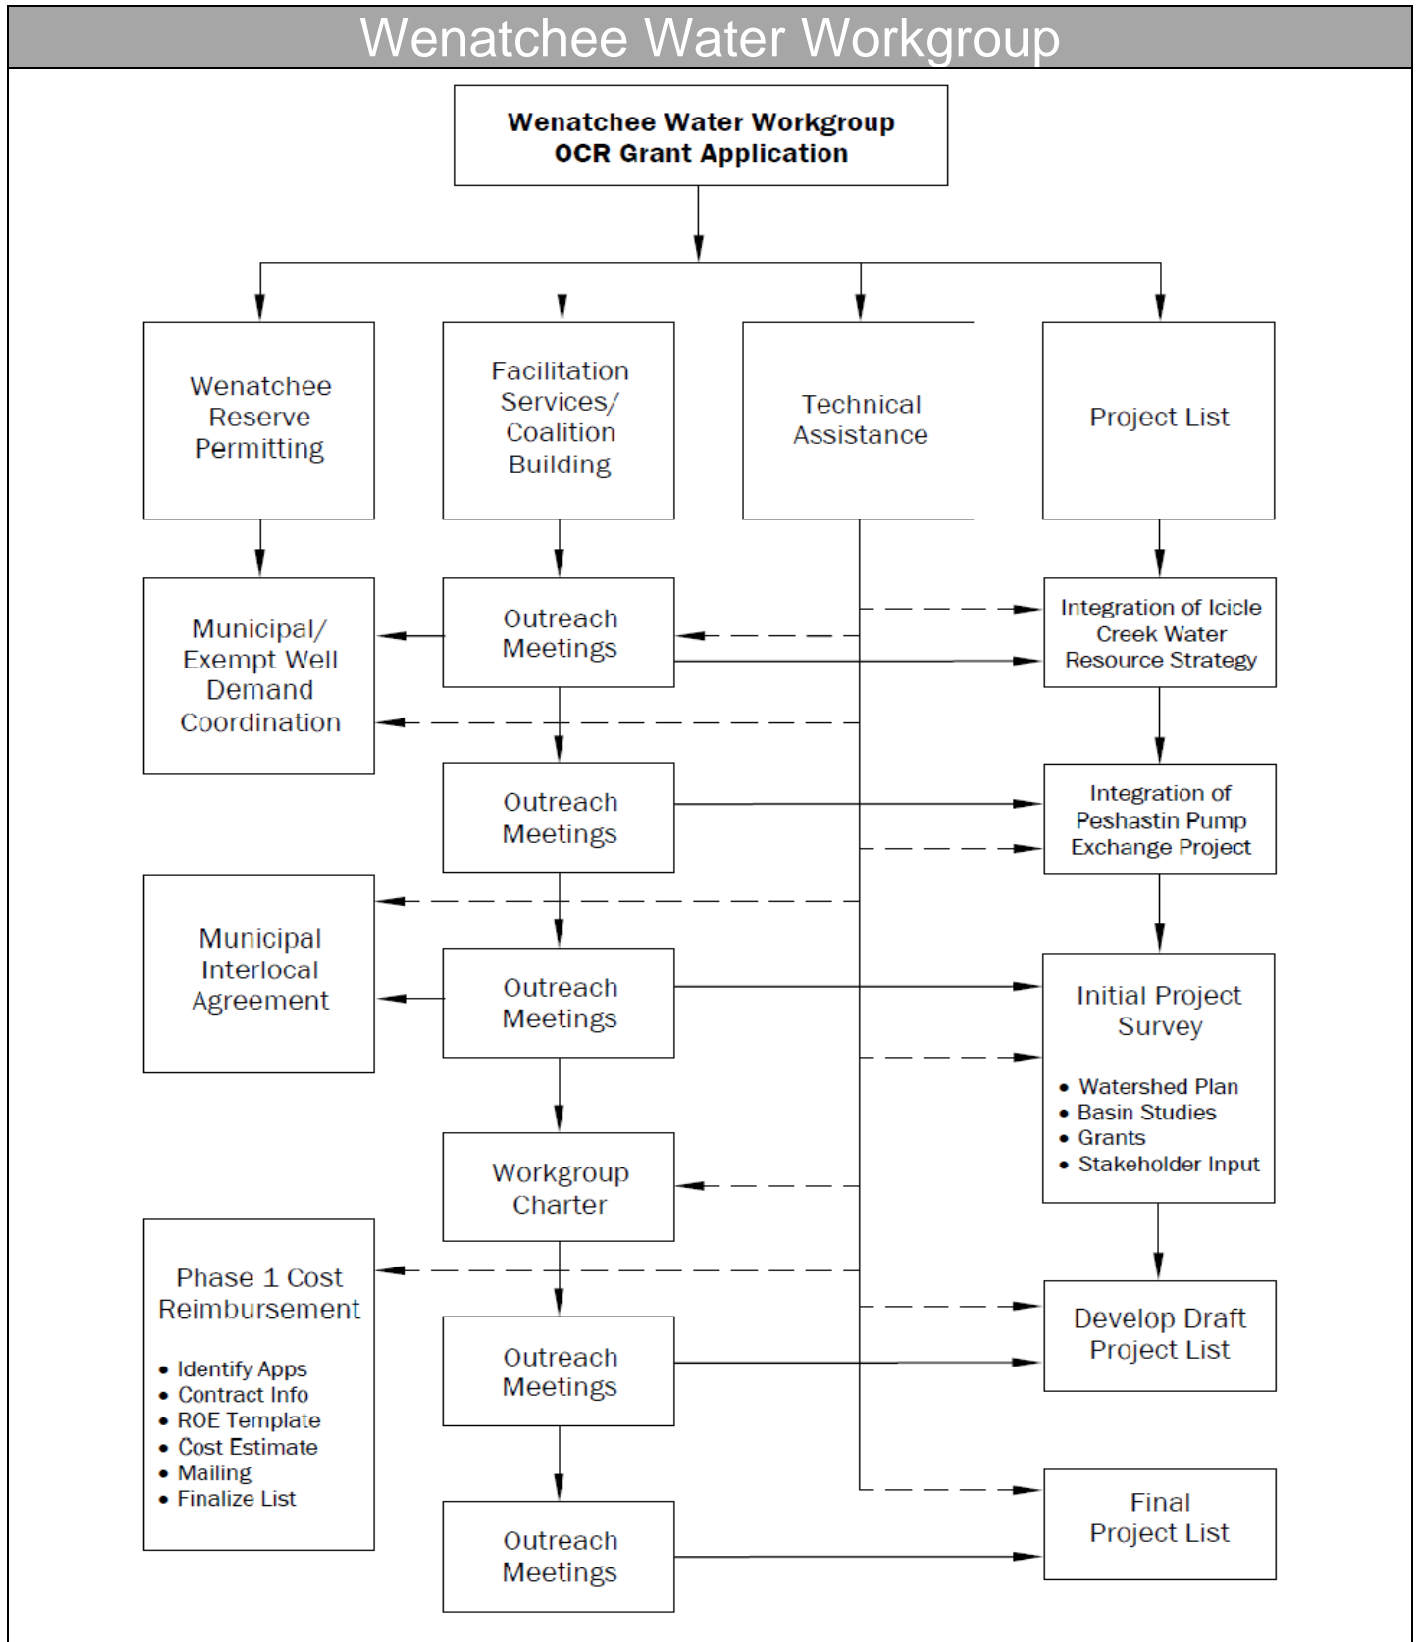 Wenatchee Water Workgroup
Wenatchee Water Workgroup
OCR Grant Application
Wenatchee
Reserve
Permitting
Facilitation
Services/
Coalition
Building
Technical
Assistance
Project List
Municipal/
Exempt Well
Demand
Coordination
Outreach
Meetings
Integration of Icicle
Creek Water
Resource Strategy
Outreach
Meetings
Integration of
Peshastin Pump
Exchange Project
Municipal
Interlocal
Agreement
Outreach
Meetings
Initial Project
Survey
• Watershed Plan
• Basin Studies
• Grants
• Stakeholder Input
Workgroup
Charter
Phase 1 Cost
Reimbursement
• Identify Apps
• Contract Info
• ROE Template
• Cost Estimate
• Mailing
• Finalize List
Outreach
Meetings
Develop Draft
Project List
Outreach
Meetings
Final
Project List